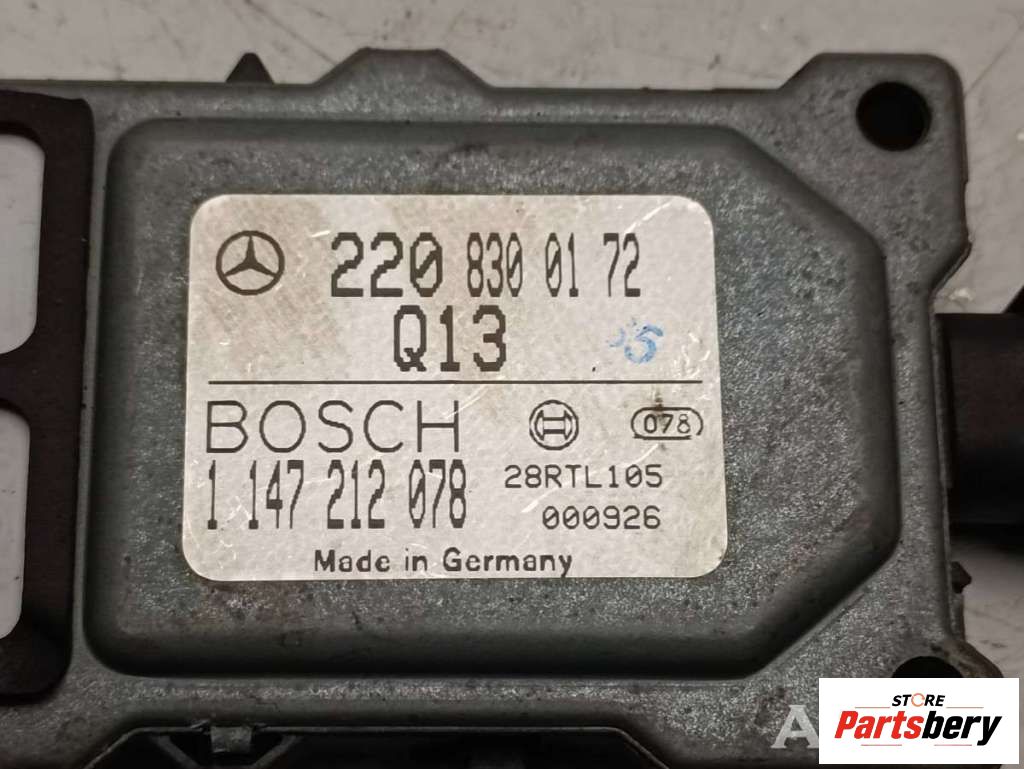 220 830 01 72
Q13
BOSCH
078
1 147 212 078
28RTL105
000926
Made in Germany
STORE
Partsbery